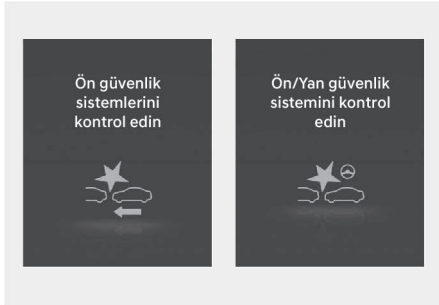 Ön güvenlik
sistemlerini
kontrol edin
Ön/Yan güvenlik
sistemini kontrol
edin